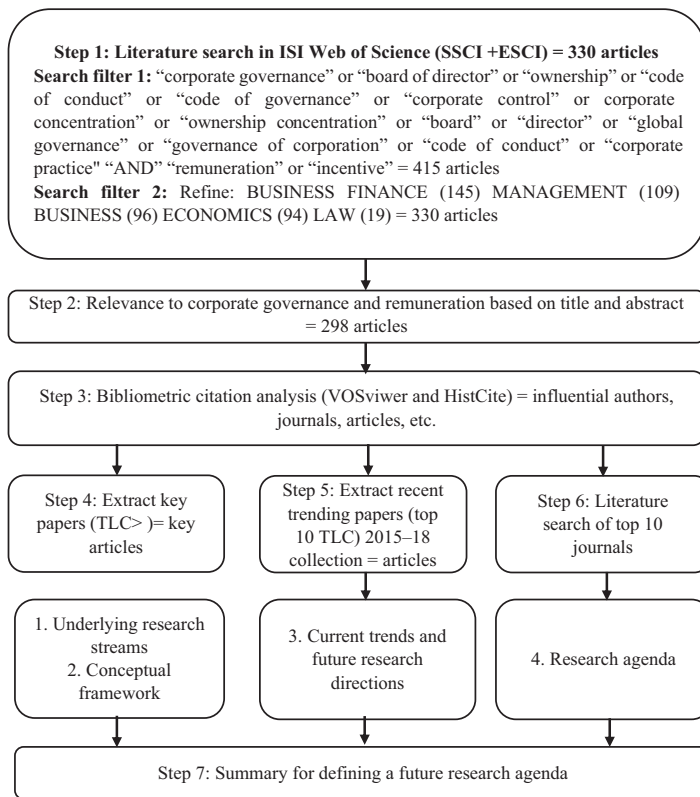 Step 1: Literature search in ISI Web of Science (SSCI +ESCI) = 330 articles
Search filter 1: “corporate governance” or “board of director” or “ownership” or “code
of conduct” or “code of governance” or “corporate control” or corporate
concentration” or “ownership concentration” or “board” or “director” or “global
governance” or “governance of corporation” or “code of conduct” or “corporate
practice" “AND” “remuneration” or “incentive” = 415 articles
Search filter 2: Refine: BUSINESS FINANCE (145) MANAGEMENT (109)
BUSINESS (96) ECONOMICS (94) LAW (19) = 330 articles
Step 2: Relevance to corporate governance and remuneration based on title and abstract
= 298 articles
Step 3: Bibliometric citation analysis (VOSviwer and HistCite) = influential authors,
journals, articles, etc.
Step 4: Extract key
papers (TLC> )= key
articles
Step 5: Extract recent
trending papers (top
10 TLC) 2015–18
collection = articles
Step 6: Literature
search of top 10
journals
1. Underlying research
streams
2. Conceptual
framework
3. Current trends and
future research
directions
4. Research agenda
Step 7: Summary for defining a future research agenda